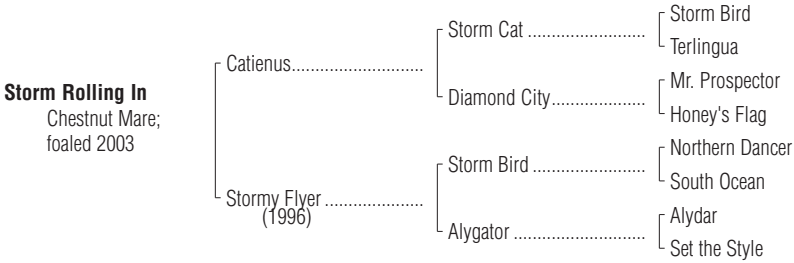 Storm Rolling In
Chestnut Mare;
foaled 2003
Catienus..........................
Stormy Flyer ....................
(1996)
Storm Cat ........................
Diamond City...................
Storm Bird .......................
Alygator ...........................
Storm Bird
Terlingua
Mr. Prospector
Honey's Flag
Northern Dancer
South Ocean
Alydar
Set the Style